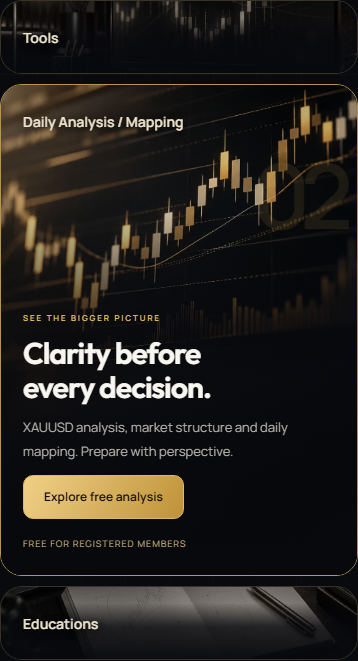 Tools
Daily Analysis / Mapping
02
SEE THE BIGGER PICTURE
Clarity before
every decision.
XAUUSD analysis, market structure and daily
mapping. Prepare with perspective.
Explore free analysis
FREE FOR REGISTERED MEMBERS
Educations